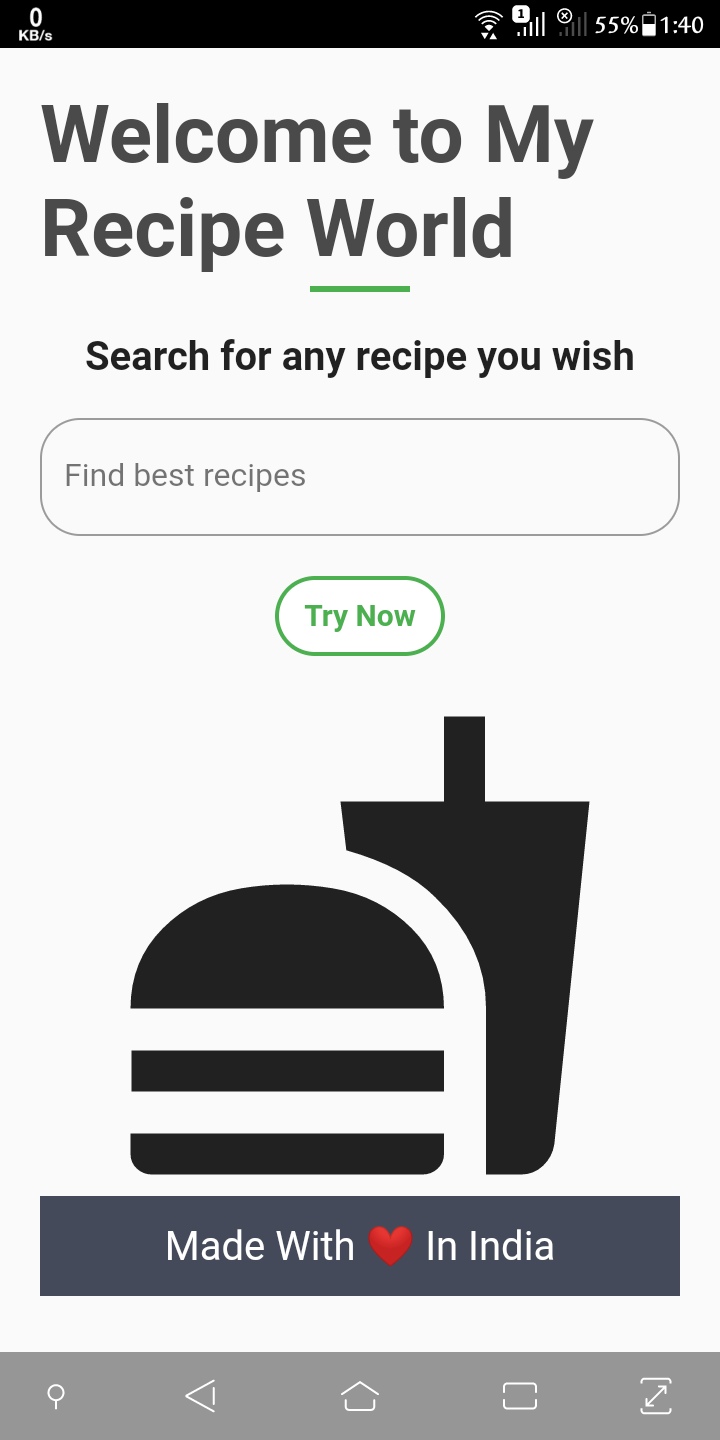 0
KB/s
1
55%
1:40
Welcome to My
Recipe World
Search for any recipe you wish
Find best recipes
Try Now
Made With ❤️ In India